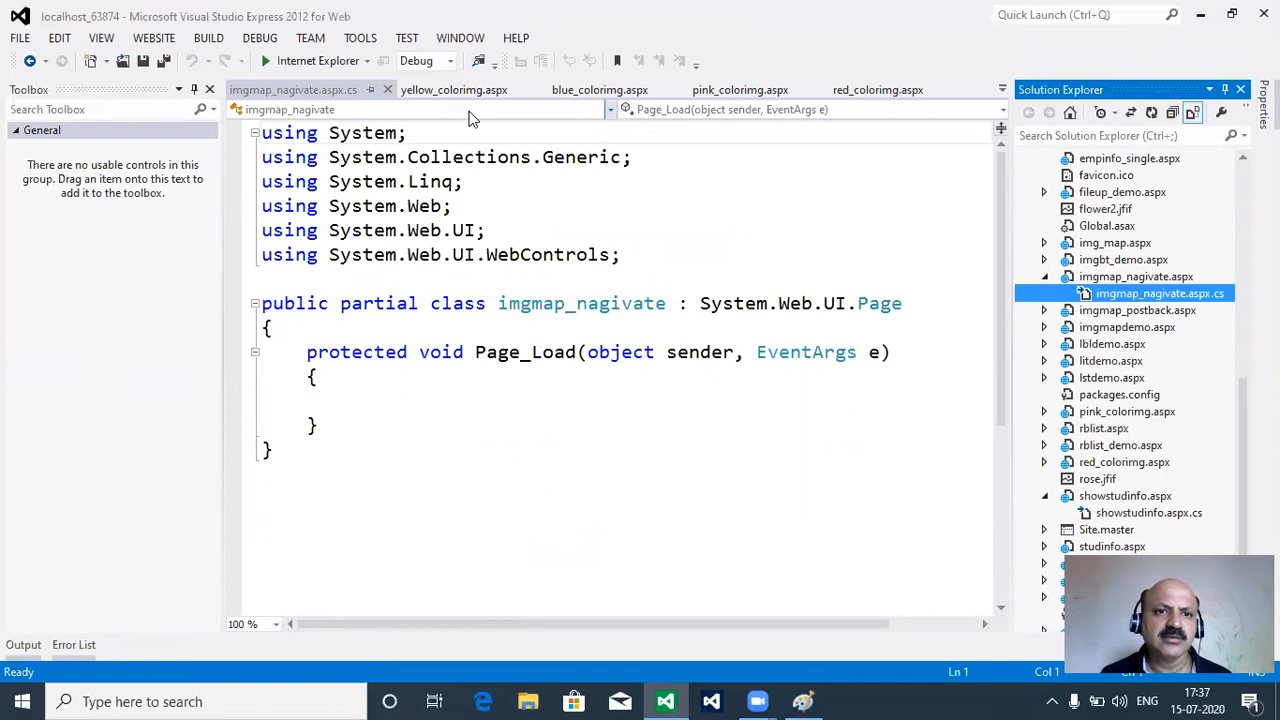 localhost_63874 - Microsoft Visual Studio Express 2012 for Web
Quick Launch (Ctrl+Q)
FILE EDIT VIEW WEBSITE BUILD DEBUG TEAM TOOLS TEST WINDOW HELP
Internet Explorer Debug
Toolbox
Search Toolbox
General
There are no usable controls in this
group. Drag an item onto this text to
add it to the toolbox.
imgmap_nagivate.aspx.cs yellow_colorimg.aspx blue_colorimg.aspx pink_colorimg.aspx red_colorimg.aspx
imgmap_nagivate Page_Load(object sender, EventArgs e)
using System;
using System.Collections.Generic;
using System.Linq;
using System.Web;
using System.Web.UI;
using System.Web.UI.WebControls;
public partial class imgmap_nagivate : System.Web.UI.Page
{
protected void Page_Load(object sender, EventArgs e)
{
}
}
100 %
Solution Explorer
Search Solution Explorer (Ctrl+;)
empinfo_single.aspx
favicon.ico
fileup_demo.aspx
flower2.jfif
Global.asax
img_map.aspx
imgbt_demo.aspx
imgmap_nagivate.aspx
imgmap_nagivate.aspx.cs
imgmap_postback.aspx
imgmapdemo.aspx
lbldemo.aspx
litdemo.aspx
lstdemo.aspx
packages.config
pink_colorimg.aspx
rblist.aspx
rblist_demo.aspx
red_colorimg.aspx
rose.jfif
showstudinfo.aspx
showstudinfo.aspx.cs
Site.master
studinfo.aspx
Properties
Output Error List
Ready Ln 1 Col 1
Type here to search
ENG
17:37
15-07-2020